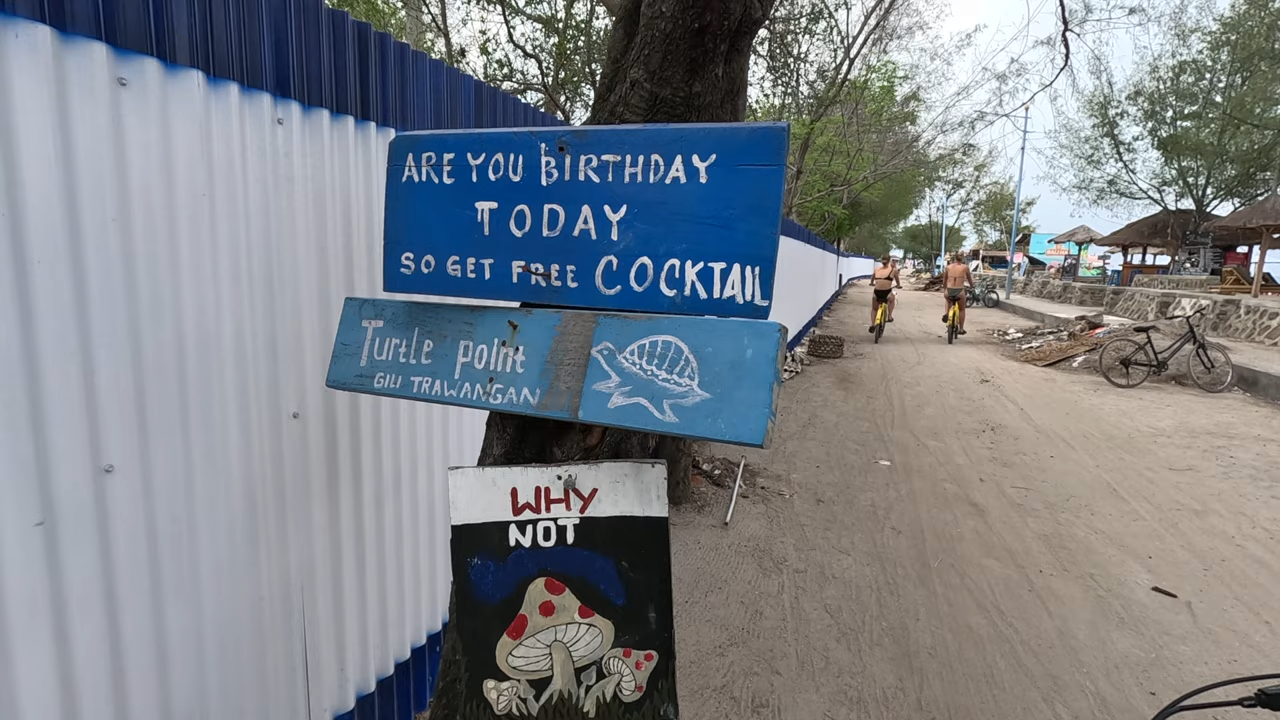 ARE YOU BIRTHDAY
TODAY
SO GET FREE COCKTAIL
Turtle point
GILI TRAWANGAN
WHY
NOT